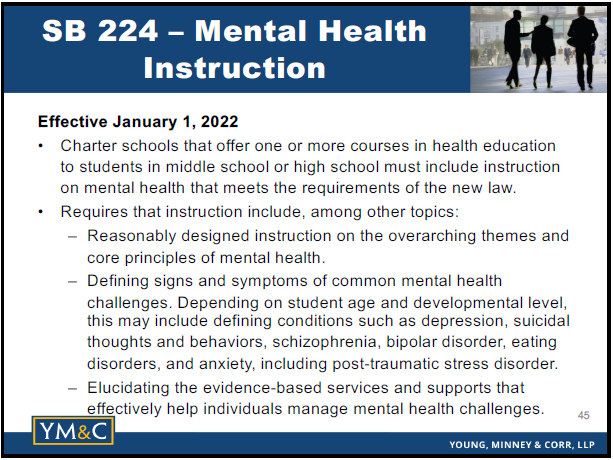 SB 224 – Mental Health
Instruction
Effective January 1, 2022
• Charter schools that offer one or more courses in health education
to students in middle school or high school must include instruction
on mental health that meets the requirements of the new law.
• Requires that instruction include, among other topics:
– Reasonably designed instruction on the overarching themes and
core principles of mental health.
– Defining signs and symptoms of common mental health
challenges. Depending on student age and developmental level,
this may include defining conditions such as depression, suicidal
thoughts and behaviors, schizophrenia, bipolar disorder, eating
disorders, and anxiety, including post-traumatic stress disorder.
– Elucidating the evidence-based services and supports that
effectively help individuals manage mental health challenges.
45
YM&C
YOUNG, MINNEY & CORR, LLP